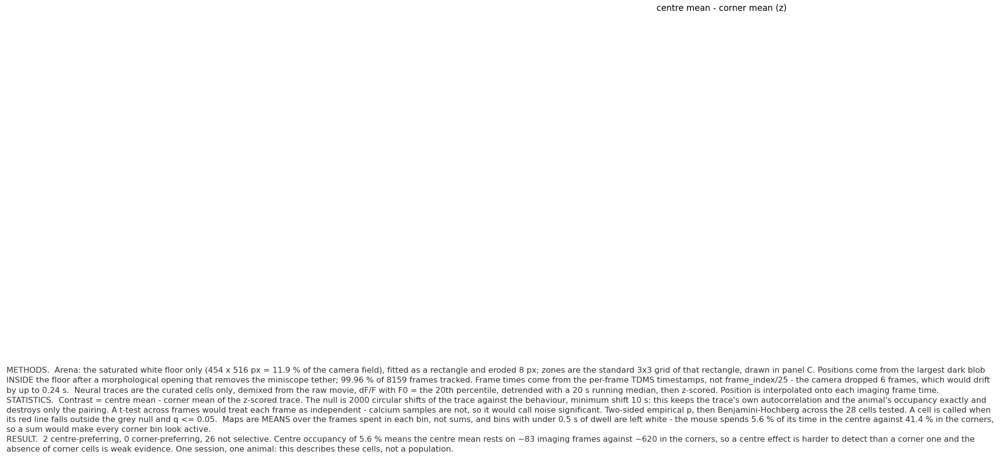 centre mean - corner mean (z)
METHODS.  Arena: the saturated white floor only (454 x 516 px = 11.9 % of the camera field), fitted as a rectangle and eroded 8 px; zones are the standard 3x3 grid of that rectangle, drawn in panel C. Positions come from the largest dark blob
INSIDE the floor after a morphological opening that removes the miniscope tether; 99.96 % of 8159 frames tracked. Frame times come from the per-frame TDMS timestamps, not frame_index/25 - the camera dropped 6 frames, which would drift
by up to 0.24 s.  Neural traces are the curated cells only, demixed from the raw movie, dF/F with F0 = the 20th percentile, detrended with a 20 s running median, then z-scored. Position is interpolated onto each imaging frame time.
STATISTICS.  Contrast = centre mean - corner mean of the z-scored trace. The null is 2000 circular shifts of the trace against the behaviour, minimum shift 10 s: this keeps the trace's own autocorrelation and the animal's occupancy exactly and
destroys only the pairing. A t-test across frames would treat each frame as independent - calcium samples are not, so it would call noise significant. Two-sided empirical p, then Benjamini-Hochberg across the 28 cells tested. A cell is called when
its red line falls outside the grey null and q <= 0.05.  Maps are MEANS over the frames spent in each bin, not sums, and bins with under 0.5 s of dwell are left white - the mouse spends 5.6 % of its time in the centre against 41.4 % in the corners,
so a sum would make every corner bin look active.
RESULT.  2 centre-preferring, 0 corner-preferring, 26 not selective. Centre occupancy of 5.6 % means the centre mean rests on ~83 imaging frames against ~620 in the corners, so a centre effect is harder to detect than a corner one and the
absence of corner cells is weak evidence. One session, one animal: this describes these cells, not a population.